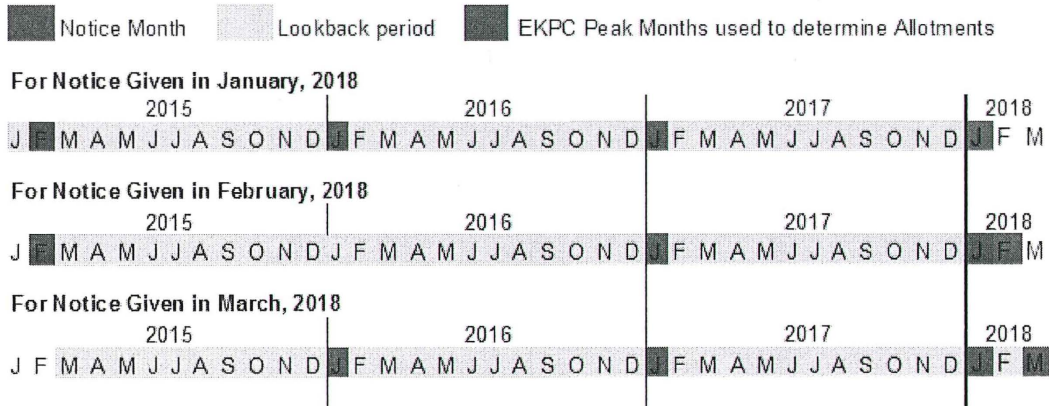 Notice Month Lookback period EKPC Peak Months used to determine Allotments
For Notice Given in January, 2018
2015 2016 2017 2018
J F M A M J J A S O N D J F M A M J J A S O N D J F M A M J J A S O N D J F M
For Notice Given in February, 2018
2015 2016 2017 2018
J F M A M J J A S O N D J F M A M J J A S O N D J F M A M J J A S O N D J F M
For Notice Given in March, 2018
2015 2016 2017 2018
J F M A M J J A S O N D J F M A M J J A S O N D J F M A M J J A S O N D J F M